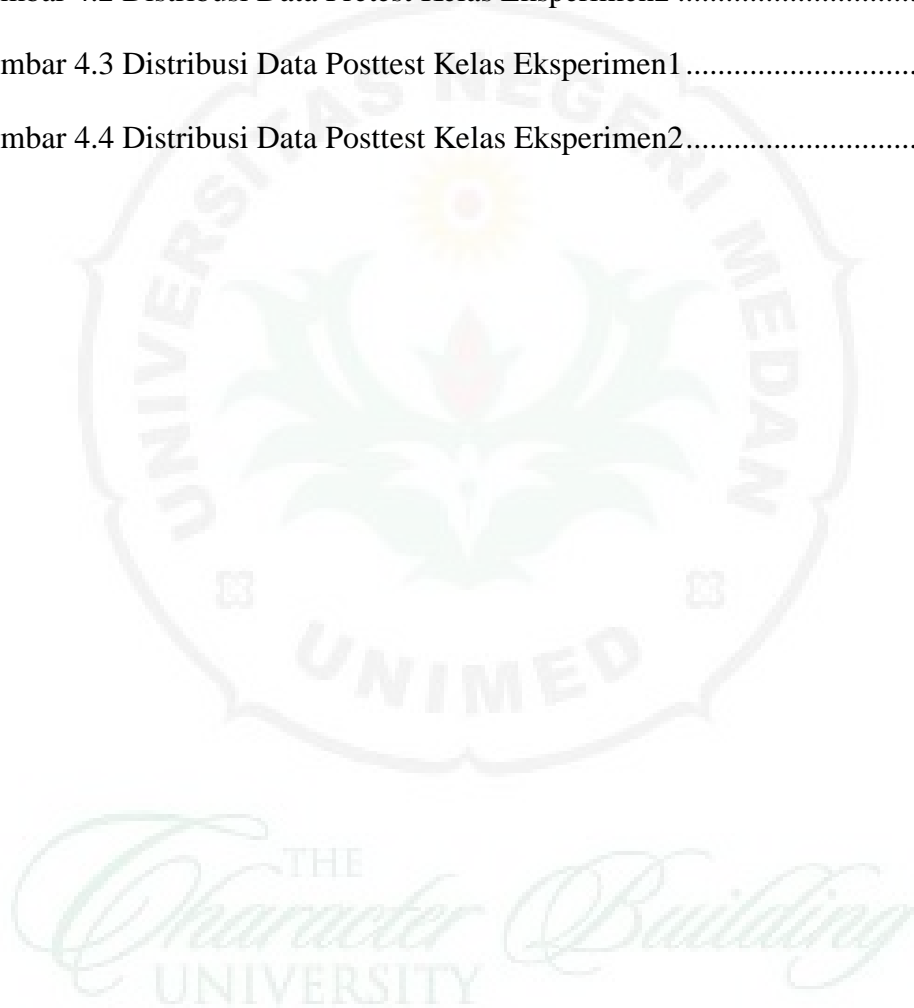 mbar 4.2 Distribusi Data Pretest Kelas Eksperimen2 ................................
mbar 4.3 Distribusi Data Posttest Kelas Eksperimen1 .............................
mbar 4.4 Distribusi Data Posttest Kelas Eksperimen2.............................
UNIVERSITAS NEGERI MEDAN
UNIMED
THE
Character Building
UNIVERSITY